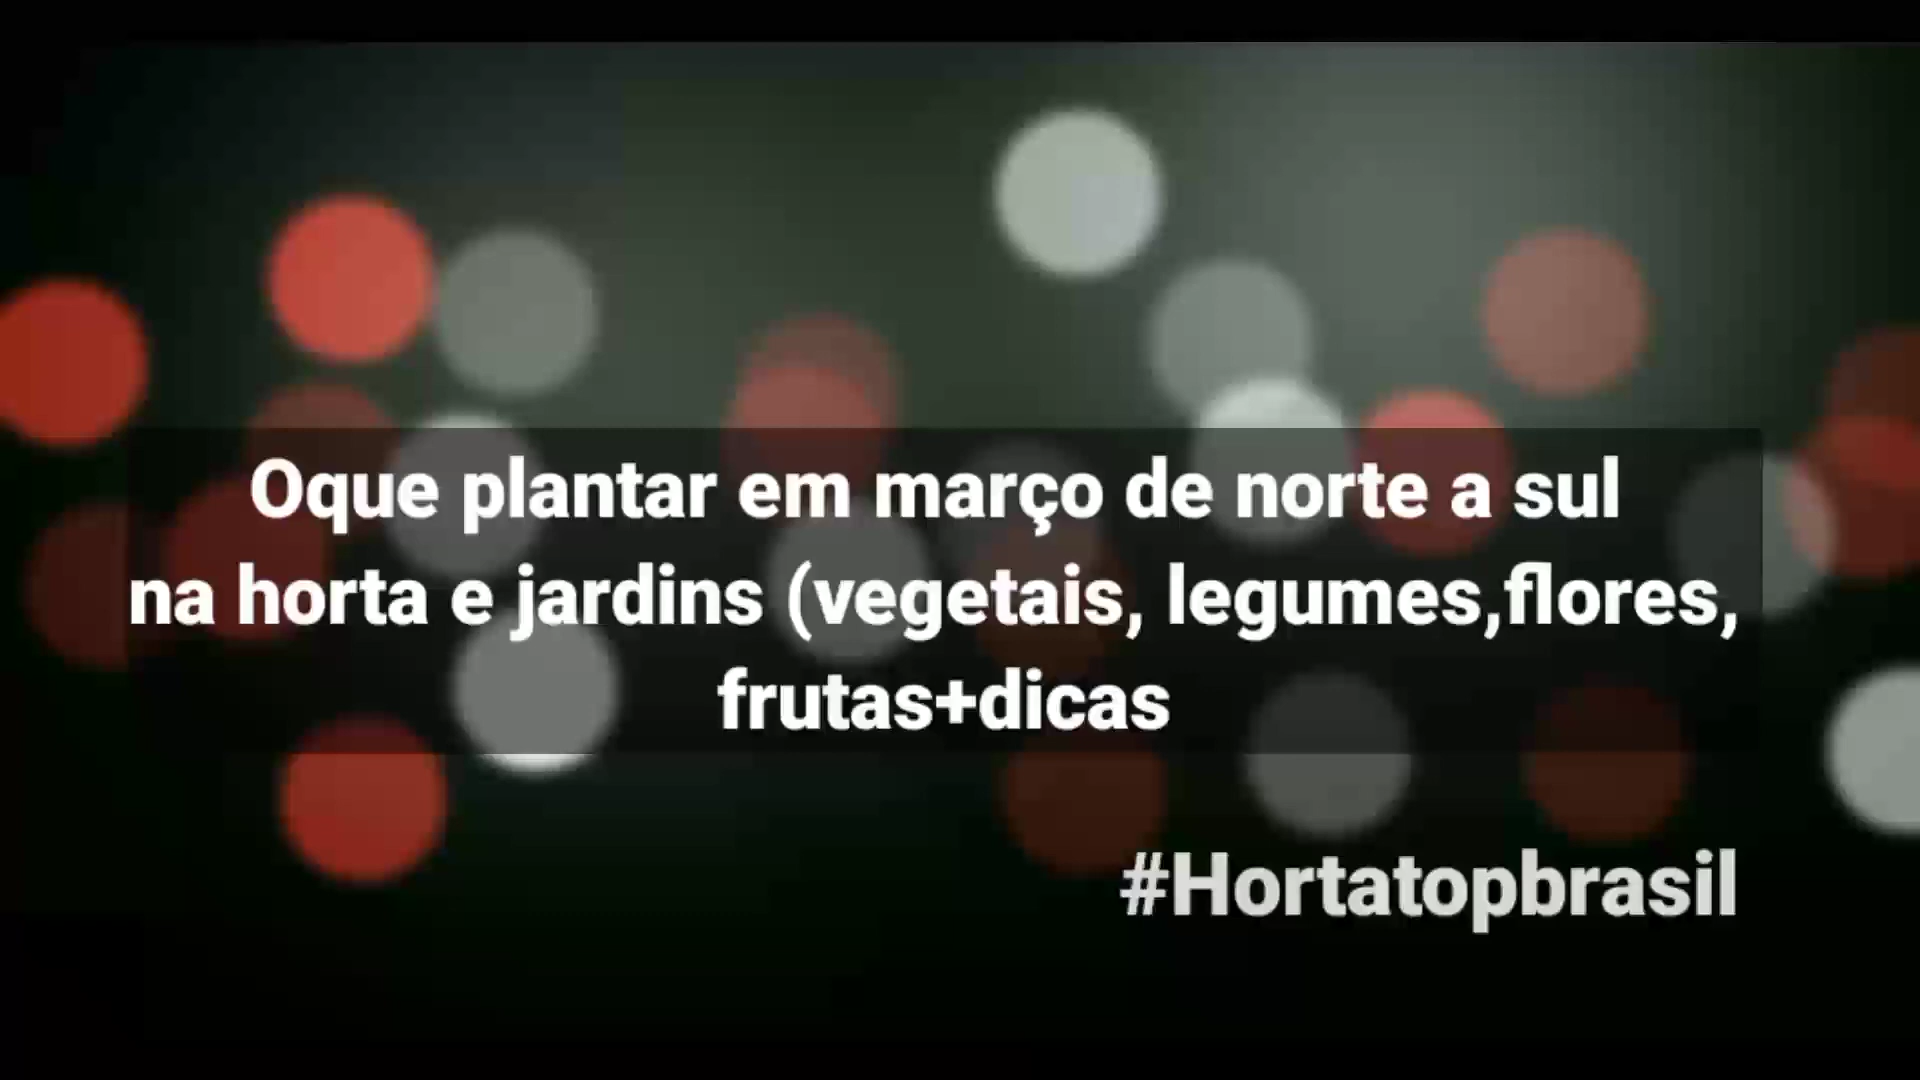 Oque plantar em março de norte a sul
na horta e jardins (vegetais, legumes,flores,
frutas+dicas
#Hortatopbrasil